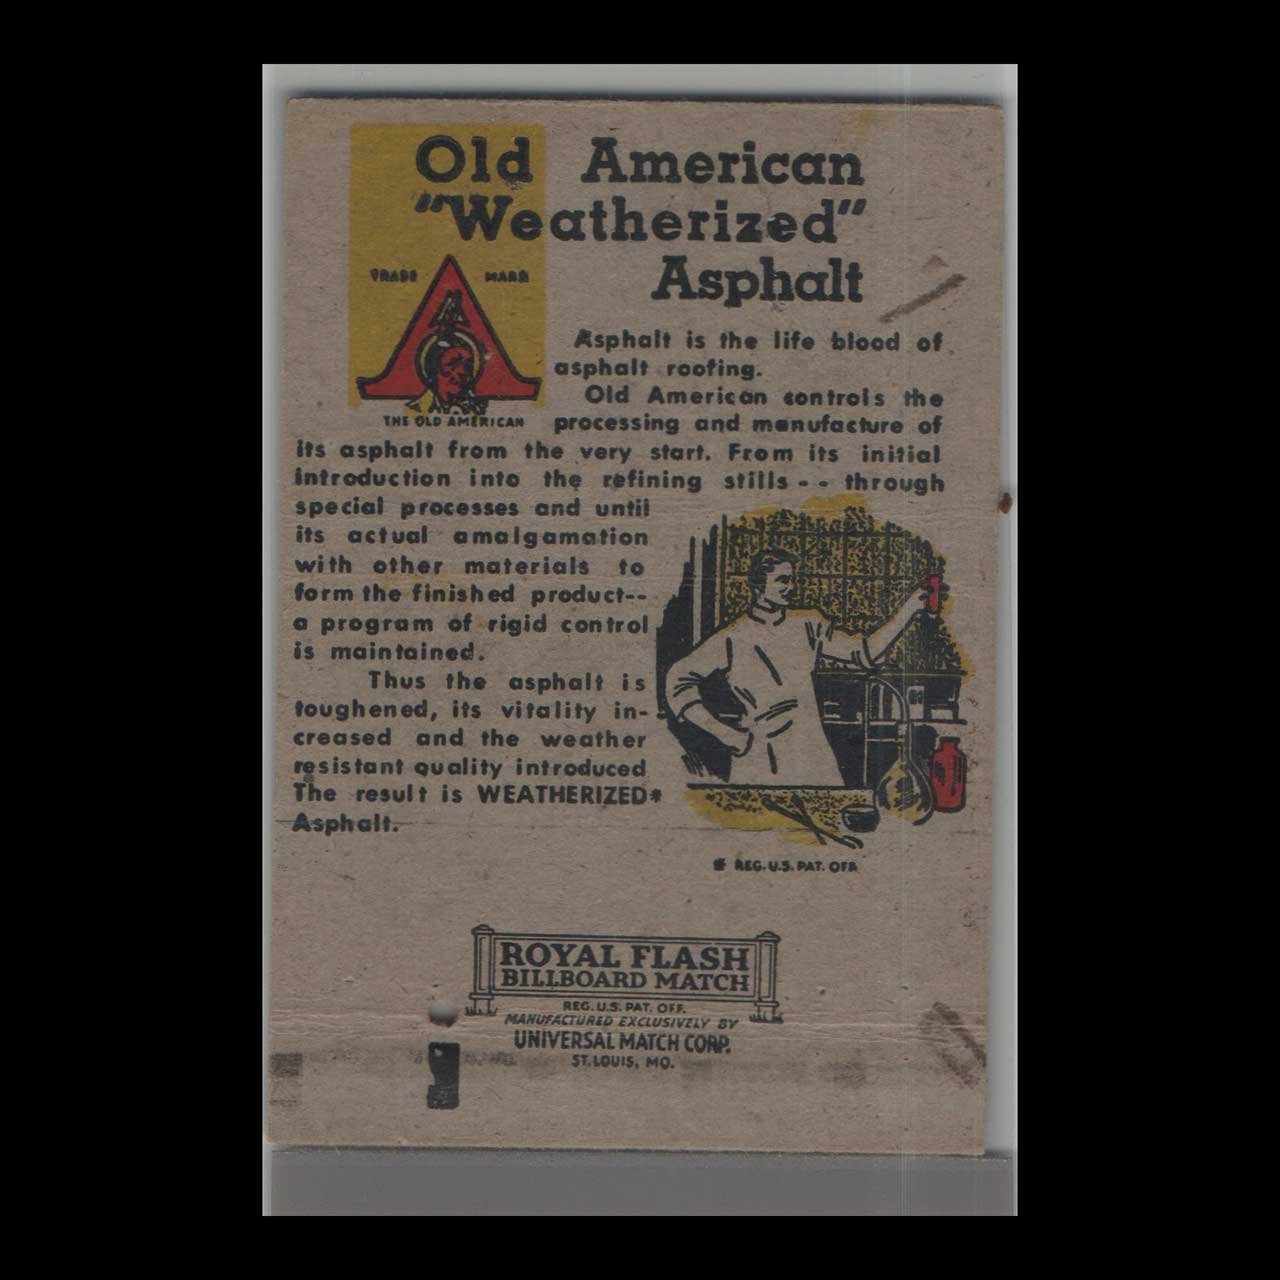 Old American
"Weatherized"
Asphalt
TRADE MARK
THE OLD AMERICAN
Asphalt is the life blood of
asphalt roofing.
Old American controls the
processing and manufacture of
its asphalt from the very start. From its initial
introduction into the refining stills-- through
special processes and until
its actual amalgamation
with other materials to
form the finished product--
a program of rigid control
is maintained.
Thus the asphalt is
toughened, its vitality in-
creased and the weather
resistant quality introduced
The result is WEATHERIZED*
Asphalt.
* REG. U.S. PAT. OFF.
ROYAL FLASH
BILLBOARD MATCH
REG. U.S. PAT. OFF.
MANUFACTURED EXCLUSIVELY BY
UNIVERSAL MATCH CORP.
ST. LOUIS, MO.